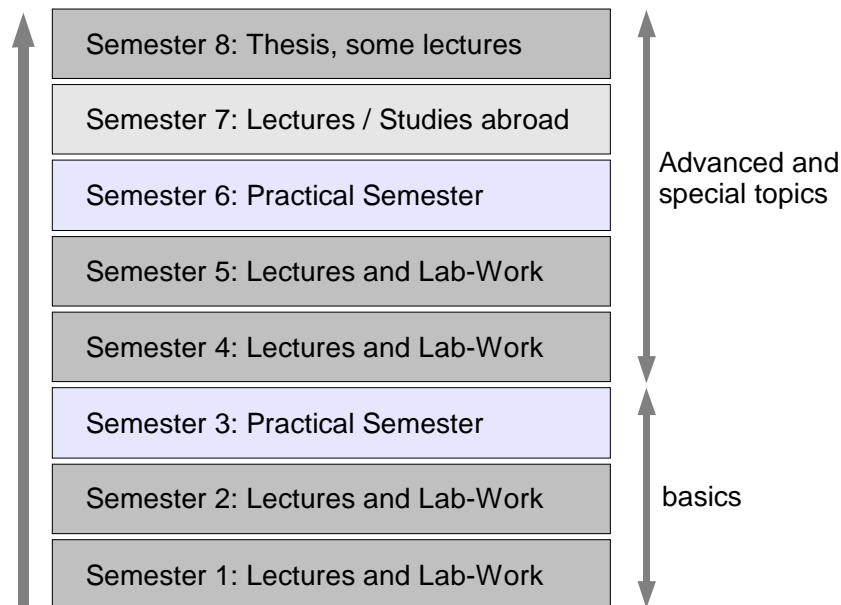 Semester 8: Thesis, some lectures
Semester 7: Lectures / Studies abroad
Advanced and
special topics
Semester 6: Practical Semester
Semester 5: Lectures and Lab-Work
Semester 4: Lectures and Lab-Work
Semester 3: Practical Semester
Semester 2: Lectures and Lab-Work
basics
Semester 1: Lectures and Lab-Work